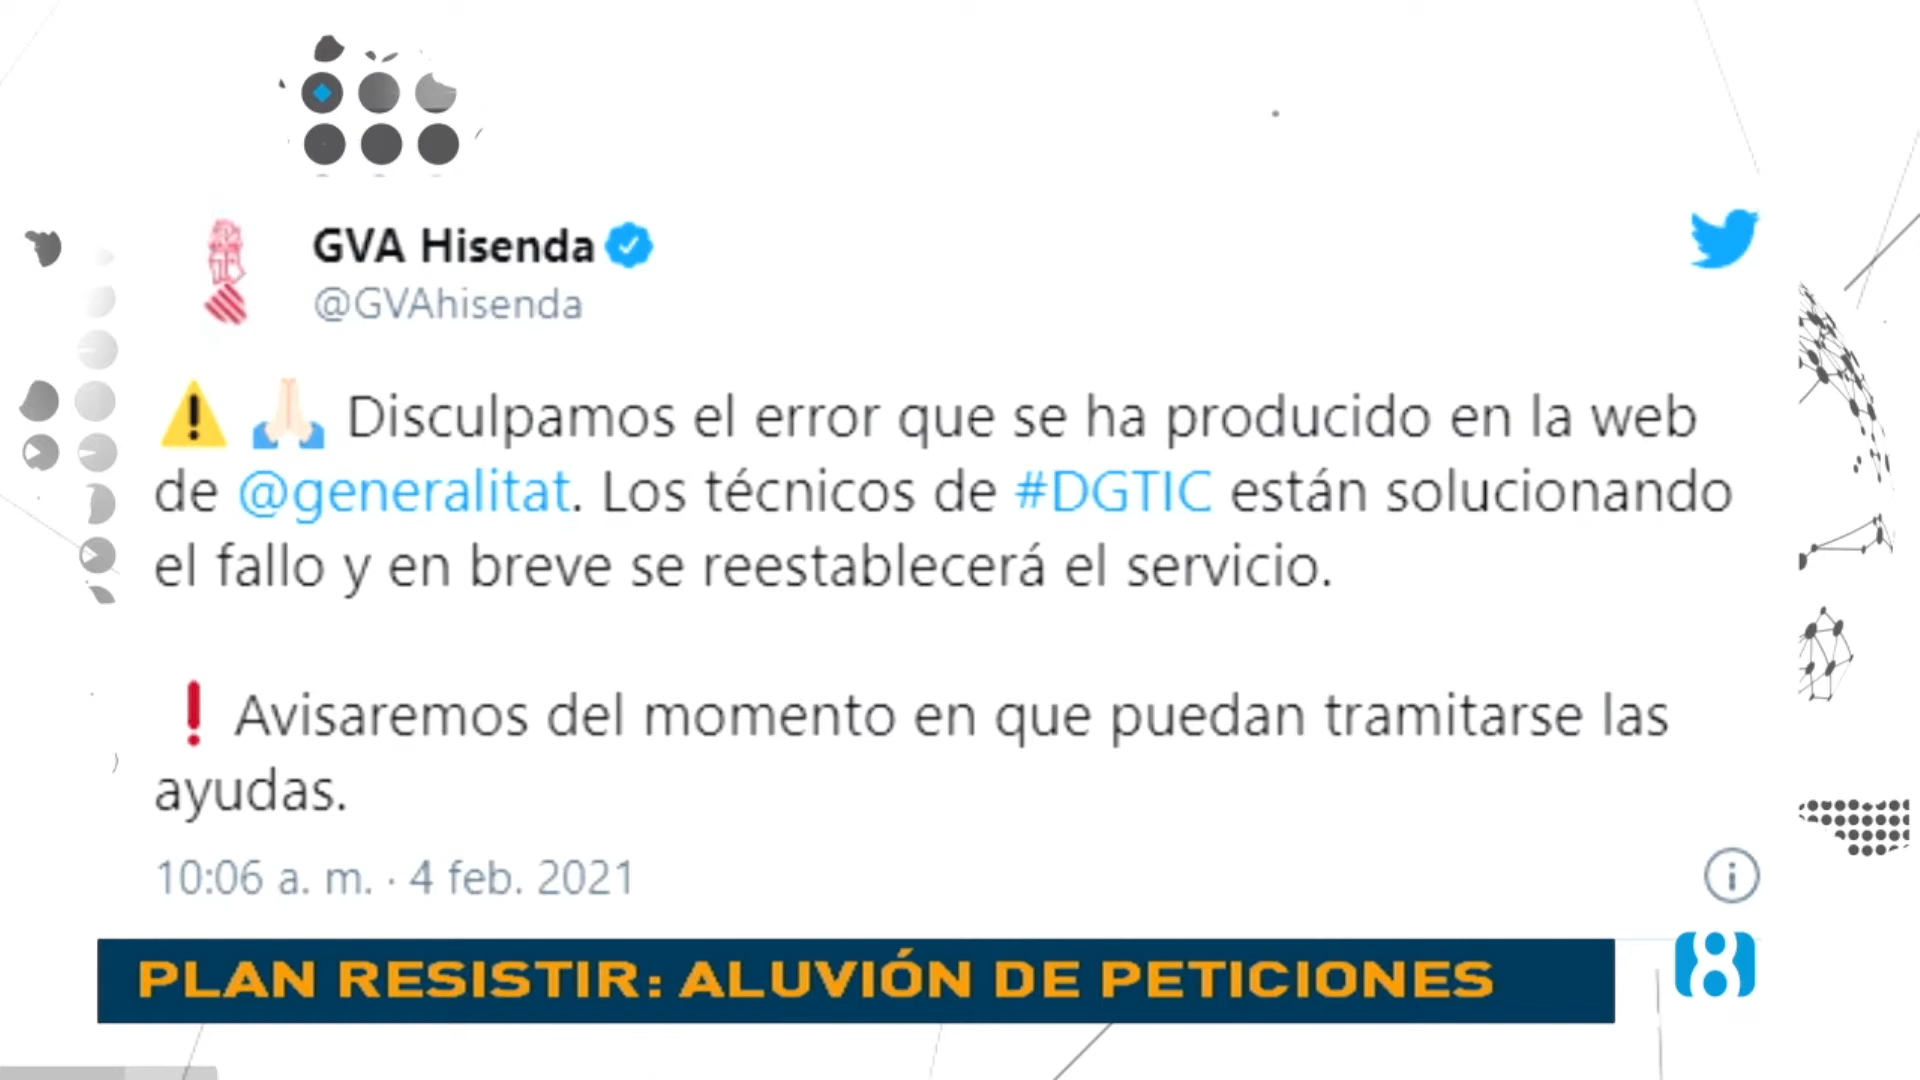 GVA Hisenda
@GVAhisenda
⚠️ 🙏🏻 Disculpamos el error que se ha producido en la web
de @generalitat. Los técnicos de #DGTIC están solucionando
el fallo y en breve se reestablecerá el servicio.
❗ Avisaremos del momento en que puedan tramitarse las
ayudas.
10:06 a. m. · 4 feb. 2021
PLAN RESISTIR: ALUVIÓN DE PETICIONES
8